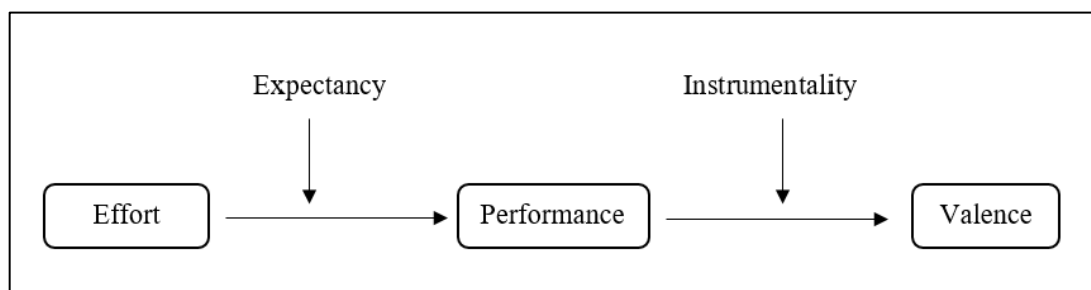 Expectancy
Instrumentality
Effort
Performance
Valence